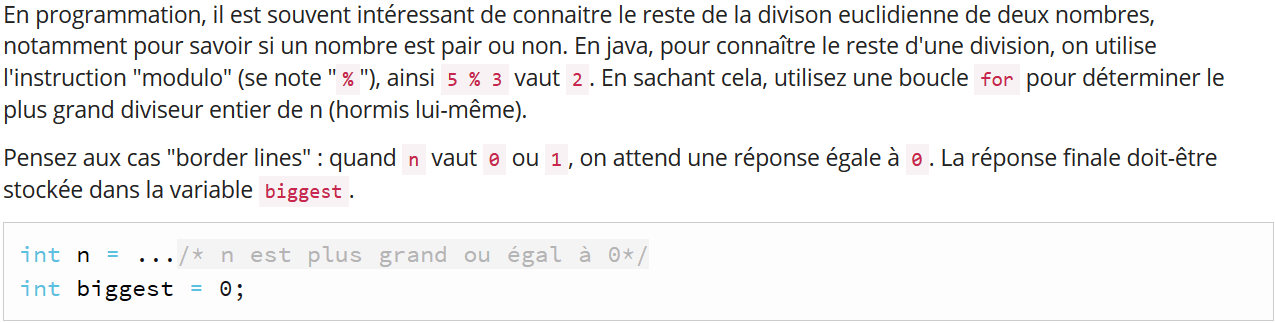 En programmation, il est souvent intéressant de connaitre le reste de la divison euclidienne de deux nombres,
notamment pour savoir si un nombre est pair ou non. En java, pour connaître le reste d'une division, on utilise
l'instruction "modulo" (se note " % "), ainsi 5 % 3 vaut 2 . En sachant cela, utilisez une boucle for pour déterminer le
plus grand diviseur entier de n (hormis lui-même).
Pensez aux cas "border lines" : quand n vaut 0 ou 1 , on attend une réponse égale à 0 . La réponse finale doit-être
stockée dans la variable biggest .
int n = .../* n est plus grand ou égal à 0*/
int biggest = 0;